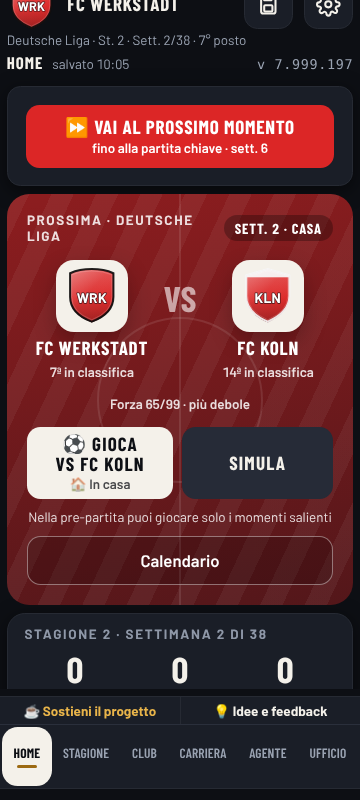 WRK
FC WERKSTADT
Deutsche Liga · St. 2 · Sett. 2/38 · 7° posto
HOME salvato 10:05 v 7.999.197
⏩ VAI AL PROSSIMO MOMENTO
fino alla partita chiave · sett. 6
PROSSIMA · DEUTSCHE LIGA
SETT. 2 · CASA
WRK
VS
KLN
FC WERKSTADT
FC KOLN
7ª in classifica
14ª in classifica
Forza 65/99 · più debole
⚽ GIOCA
VS FC KOLN
🏠 In casa
SIMULA
Nella pre-partita puoi giocare solo i momenti salienti
Calendario
STAGIONE 2 · SETTIMANA 2 DI 38
0 0 0
☕ Sostieni il progetto
💡 Idee e feedback
HOME STAGIONE CLUB CARRIERA AGENTE UFFICIO